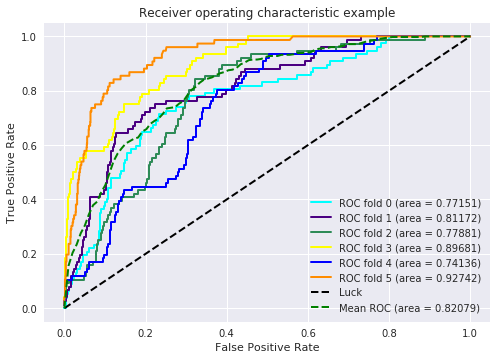 Receiver operating characteristic example
True Positive Rate
1.0
0.8
0.6
0.4
0.2
0.0
ROC fold 0 (area = 0.77151)
ROC fold 1 (area = 0.81172)
ROC fold 2 (area = 0.77881)
ROC fold 3 (area = 0.89681)
ROC fold 4 (area = 0.74136)
ROC fold 5 (area = 0.92742)
Luck
Mean ROC (area = 0.82079)
0.0 0.2 0.4 0.6 0.8 1.0
False Positive Rate